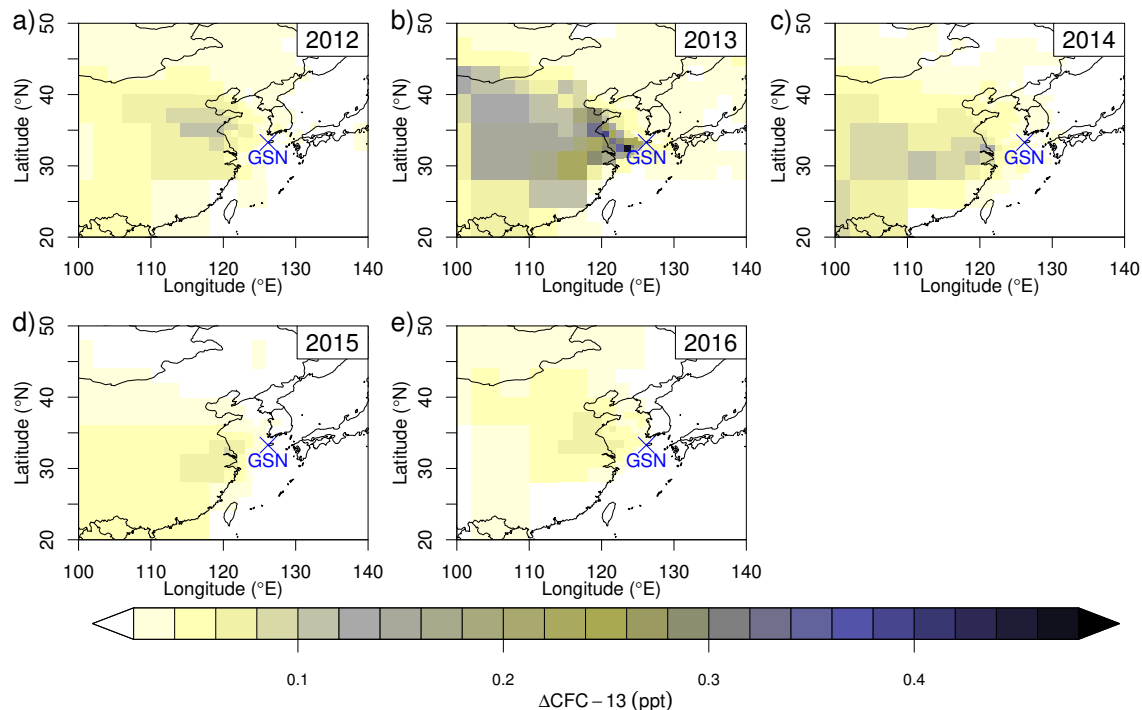 a) 2012
Latitude (°N)
20 30 40 50
GSN
100 110 120 130 140
Longitude (°E)
b) 2013
Latitude (°N)
20 30 40 50
GSN
100 110 120 130 140
Longitude (°E)
c) 2014
Latitude (°N)
20 30 40 50
GSN
100 110 120 130 140
Longitude (°E)
d) 2015
Latitude (°N)
20 30 40 50
GSN
100 110 120 130 140
Longitude (°E)
e) 2016
Latitude (°N)
20 30 40 50
GSN
100 110 120 130 140
Longitude (°E)
0.1 0.2 0.3 0.4
ΔCFC − 13 (ppt)